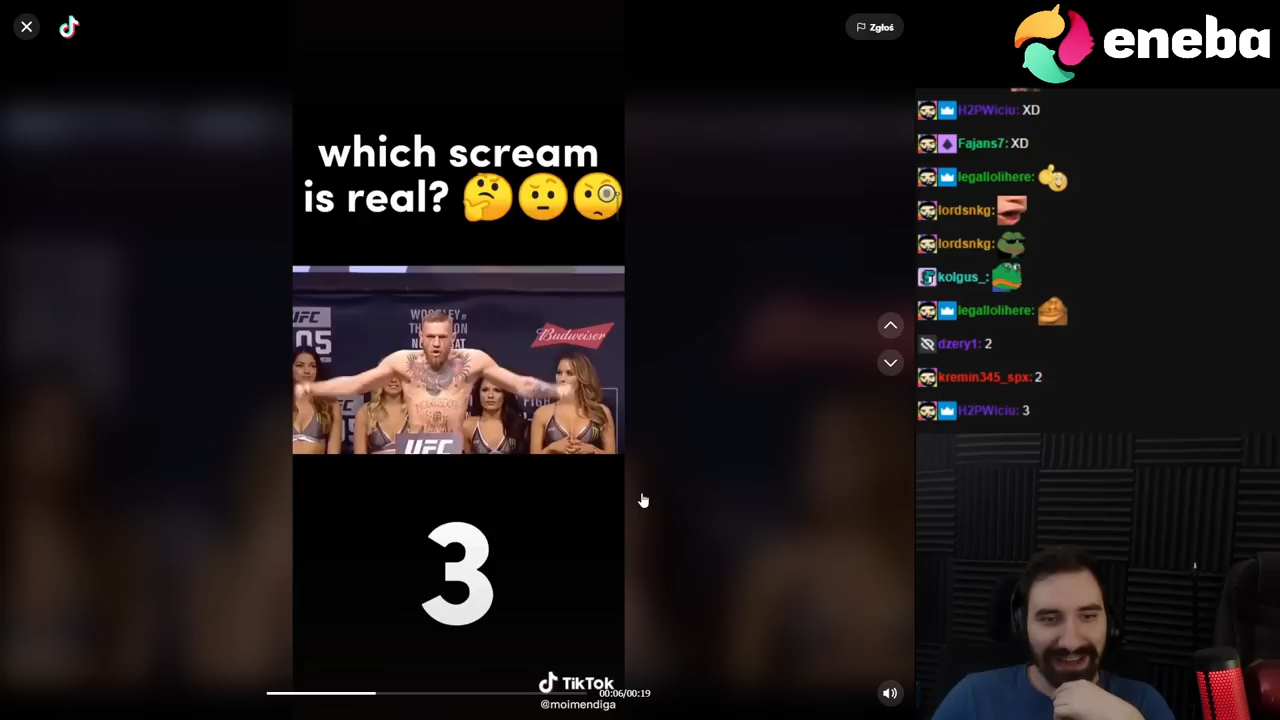 Zgłoś
eneba
which scream
is real? 🤔🤨🧐
UFC
Budweiser
UFC
3
TikTok
@moimendiga
00:06/00:19
H2PWiciu: XD
Fajans7: XD
legallolihere:
lordsnkg:
lordsnkg:
kolgus_:
legallolihere:
dzery1: 2
kremin345_spx: 2
H2PWiciu: 3